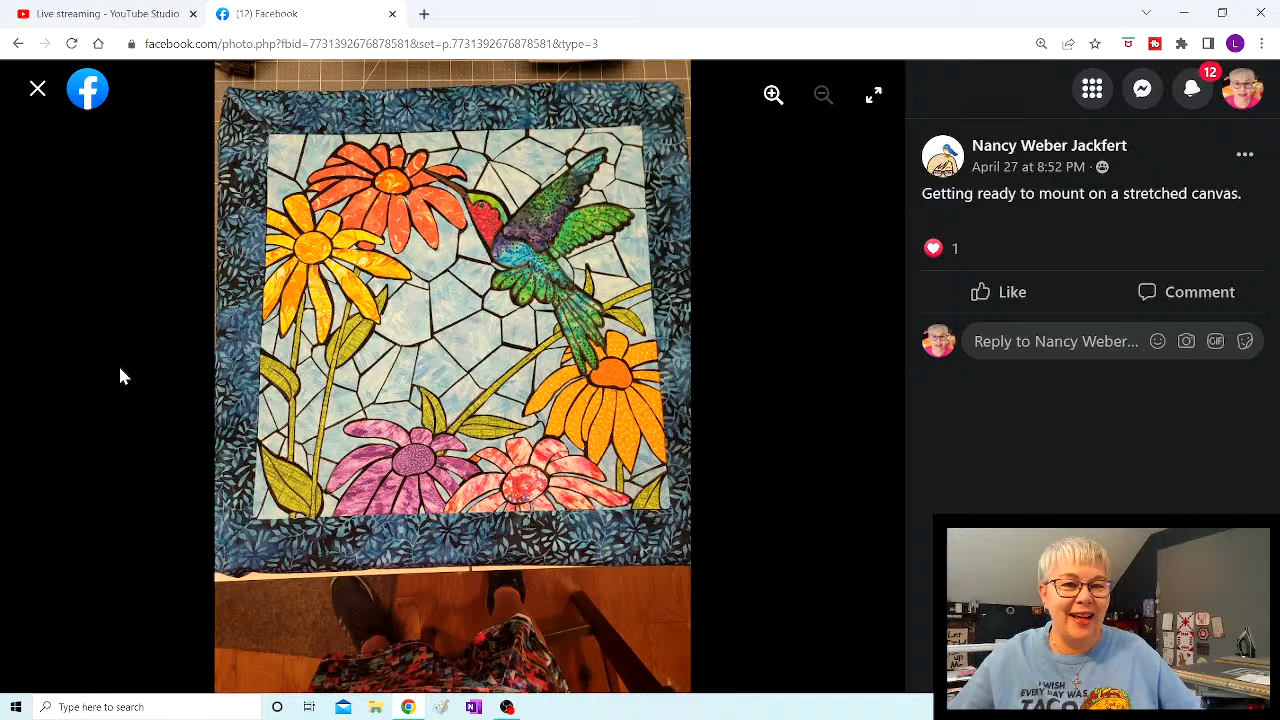 Live streaming - YouTube Studio
(12) Facebook
facebook.com/photo.php?fbid=7731392676878581&set=p.7731392676878581&type=3
L
12
Nancy Weber Jackfert
April 27 at 8:52 PM ·
Getting ready to mount on a stretched canvas.
1
Like
Comment
Reply to Nancy Weber...
GIF
I WISH
EVERY DAY WAS
TACO
Type here to search